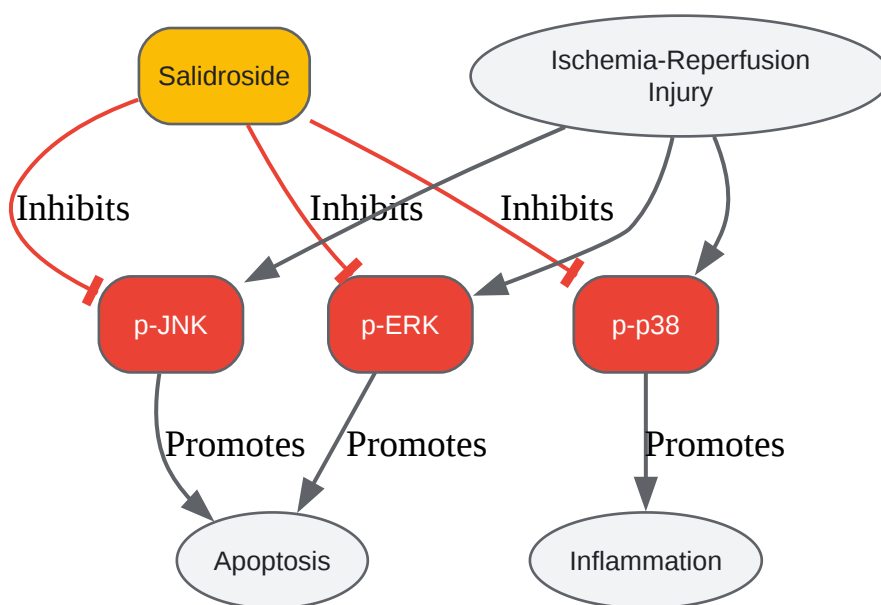 Salidroside
Ischemia-Reperfusion
Injury
Inhibits
Inhibits
Inhibits
p-JNK
p-ERK
p-p38
Promotes
Promotes
Promotes
Apoptosis
Inflammation